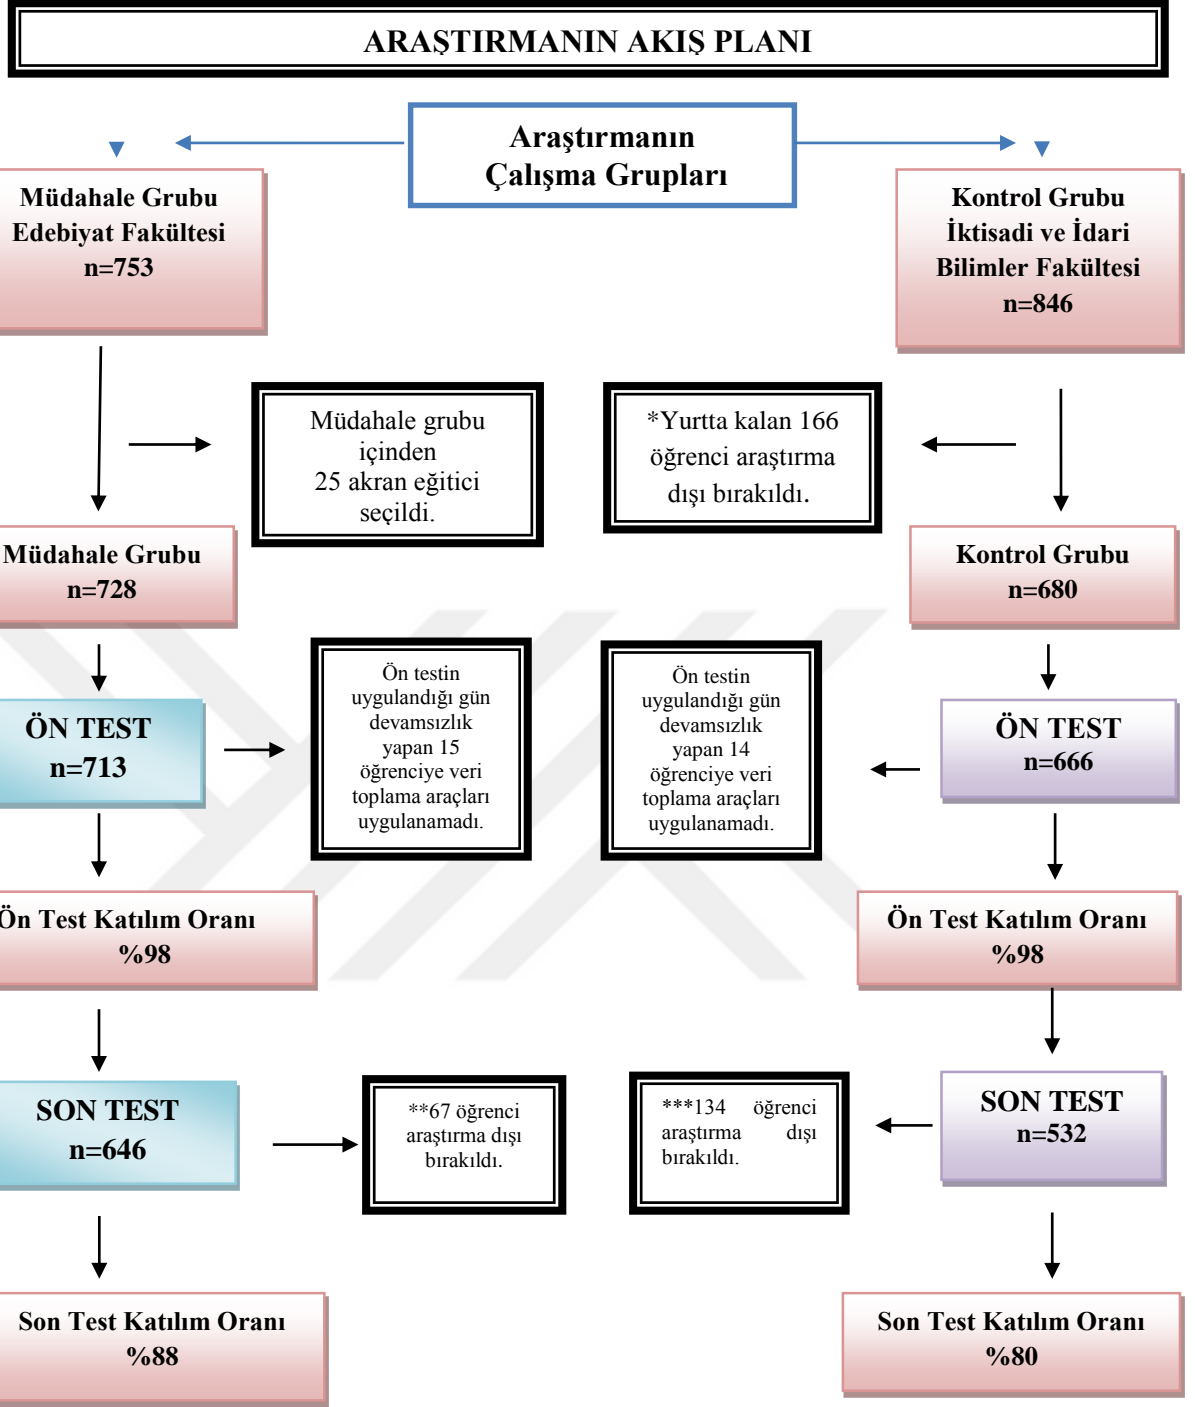 ARAŞTIRMANIN AKIŞ PLANI
Araştırmanın
Çalışma Grupları
Müdahale Grubu
Edebiyat Fakültesi
n=753
Kontrol Grubu
İktisadi ve İdari
Bilimler Fakültesi
n=846
Müdahale grubu
içinden
25 akran eğitici
seçildi.
*Yurtta kalan 166
öğrenci araştırma
dışı bırakıldı.
Müdahale Grubu
n=728
Kontrol Grubu
n=680
Ön testin
uygulandığı gün
devamsızlık
yapan 15
öğrenciye veri
toplama araçları
uygulanamadı.
Ön testin
uygulandığı gün
devamsızlık
yapan 14
öğrenciye veri
toplama araçları
uygulanamadı.
ÖN TEST
n=713
ÖN TEST
n=666
Ön Test Katılım Oranı
%98
Ön Test Katılım Oranı
%98
SON TEST
n=646
**67 öğrenci
araştırma dışı
bırakıldı.
***134 öğrenci
araştırma dışı
bırakıldı.
SON TEST
n=532
Son Test Katılım Oranı
%88
Son Test Katılım Oranı
%80